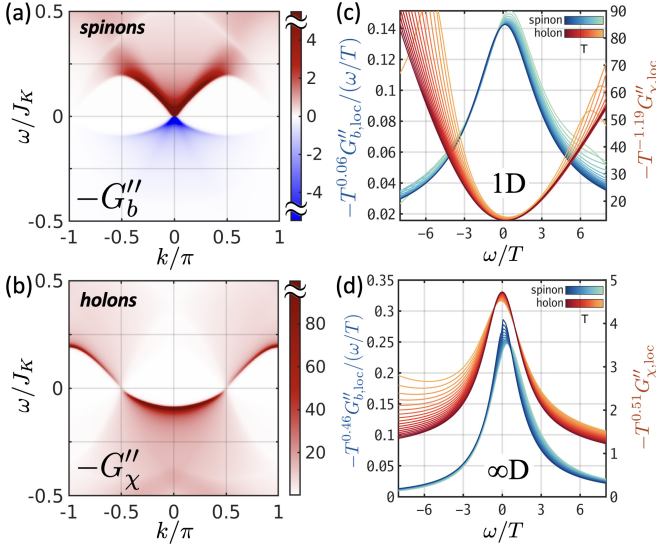 (a)
spinons
ω/J_K
0.5
0
-0.5
-G''_b
-1
-0.5
0
0.5
1
k/π
4
2
0
-2
-4
(b)
holons
ω/J_K
0.5
0
-0.5
-G''_χ
-1
-0.5
0
0.5
1
k/π
80
60
40
20
(c)
-T^0.06 G''_b,loc/(ω/T)
0.14
0.12
0.1
0.08
0.06
0.04
0.02
spinon
holon
T
1D
-6
-3
0
3
6
ω/T
90
80
70
60
50
40
30
20
-T^-1.19 G''_χ,loc
(d)
-T^0.46 G''_b,loc/(ω/T)
0.35
0.3
0.25
0.2
0.15
0.1
0.05
0
spinon
holon
T
∞D
-6
-3
0
3
6
ω/T
5
4
3
2
1
0
-T^0.51 G''_χ,loc